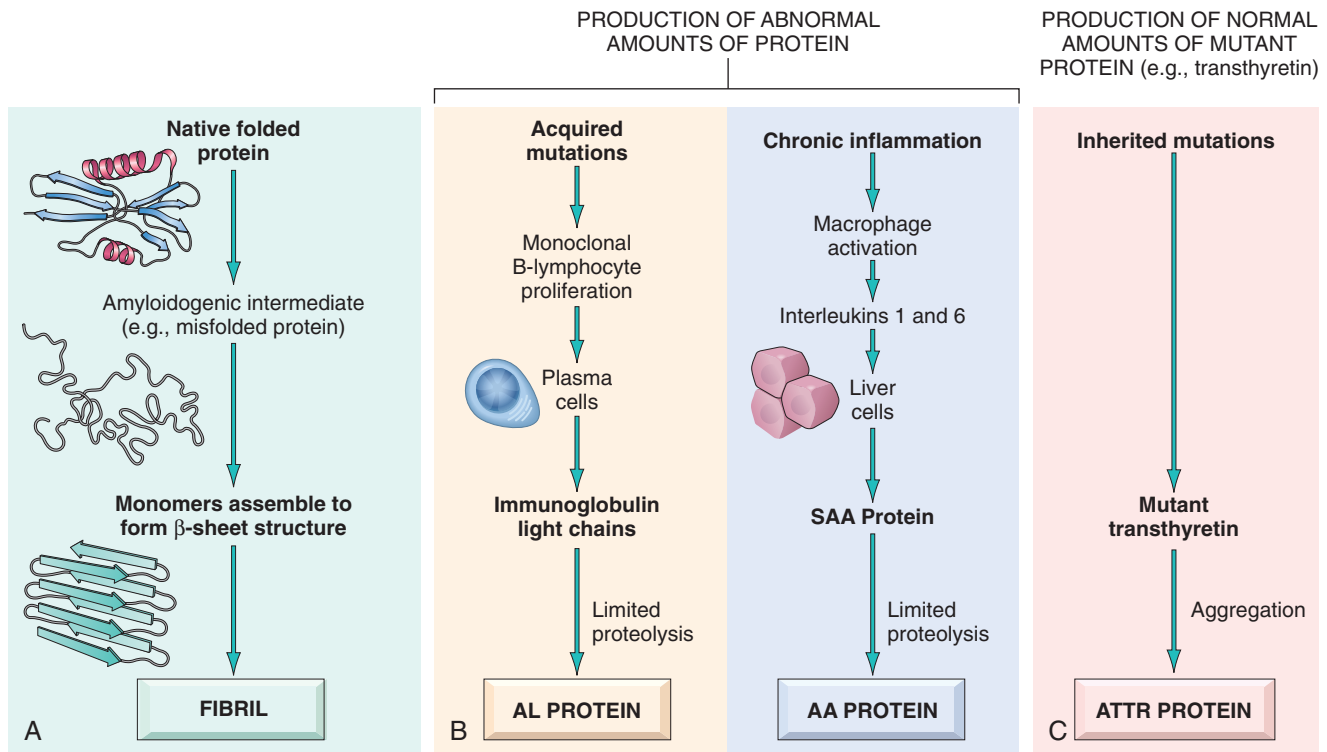 PRODUCTION OF ABNORMAL
AMOUNTS OF PROTEIN
PRODUCTION OF NORMAL
AMOUNTS OF MUTANT
PROTEIN (e.g., transthyretin)
Native folded
protein
Amyloidogenic intermediate
(e.g., misfolded protein)
Monomers assemble to
form β-sheet structure
FIBRIL
A
Acquired
mutations
Monoclonal
B-lymphocyte
proliferation
Plasma
cells
Immunoglobulin
light chains
Limited
proteolysis
AL PROTEIN
B
Chronic inflammation
Macrophage
activation
Interleukins 1 and 6
Liver
cells
SAA Protein
Limited
proteolysis
AA PROTEIN
Inherited mutations
Mutant
transthyretin
Aggregation
ATTR PROTEIN
C